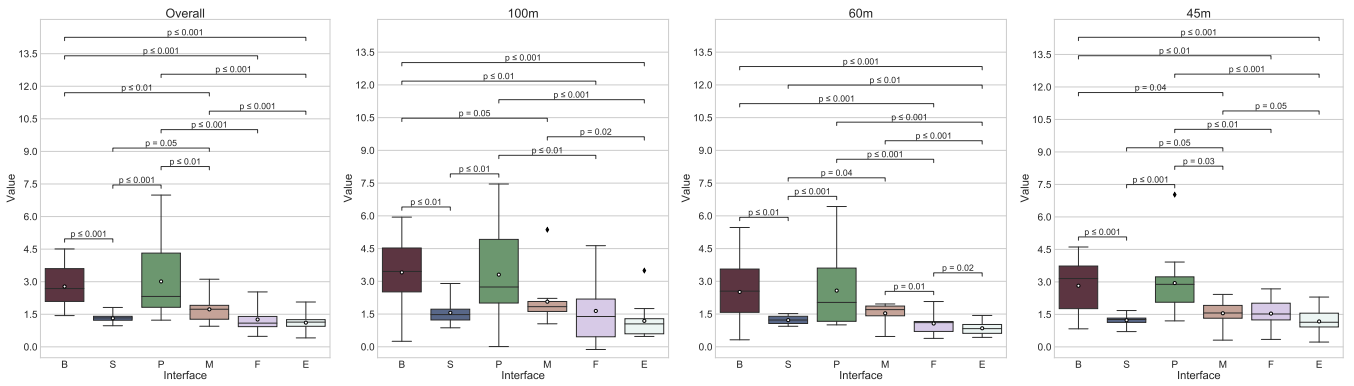 Overall
p ≤ 0.001
p ≤ 0.001
p ≤ 0.001
p ≤ 0.01
p ≤ 0.001
p ≤ 0.001
p = 0.05
p ≤ 0.01
p ≤ 0.001
p ≤ 0.001
13.5
12.0
10.5
9.0
7.5
6.0
4.5
3.0
1.5
0.0
Value
B S P M F E
Interface
100m
p ≤ 0.001
p ≤ 0.01
p ≤ 0.001
p = 0.05
p = 0.02
p ≤ 0.01
p ≤ 0.01
p ≤ 0.01
13.5
12.0
10.5
9.0
7.5
6.0
4.5
3.0
1.5
0.0
Value
B S P M F E
Interface
60m
p ≤ 0.001
p ≤ 0.001
p ≤ 0.001
p ≤ 0.001
p ≤ 0.001
p ≤ 0.001
p = 0.04
p ≤ 0.001
p ≤ 0.01
p = 0.02
p = 0.01
13.5
12.0
10.5
9.0
7.5
6.0
4.5
3.0
1.5
0.0
Value
B S P M F E
Interface
45m
p ≤ 0.001
p ≤ 0.01
p ≤ 0.001
p = 0.04
p = 0.05
p ≤ 0.01
p = 0.05
p = 0.03
p ≤ 0.001
p ≤ 0.001
13.5
12.0
10.5
9.0
7.5
6.0
4.5
3.0
1.5
0.0
Value
B S P M F E
Interface